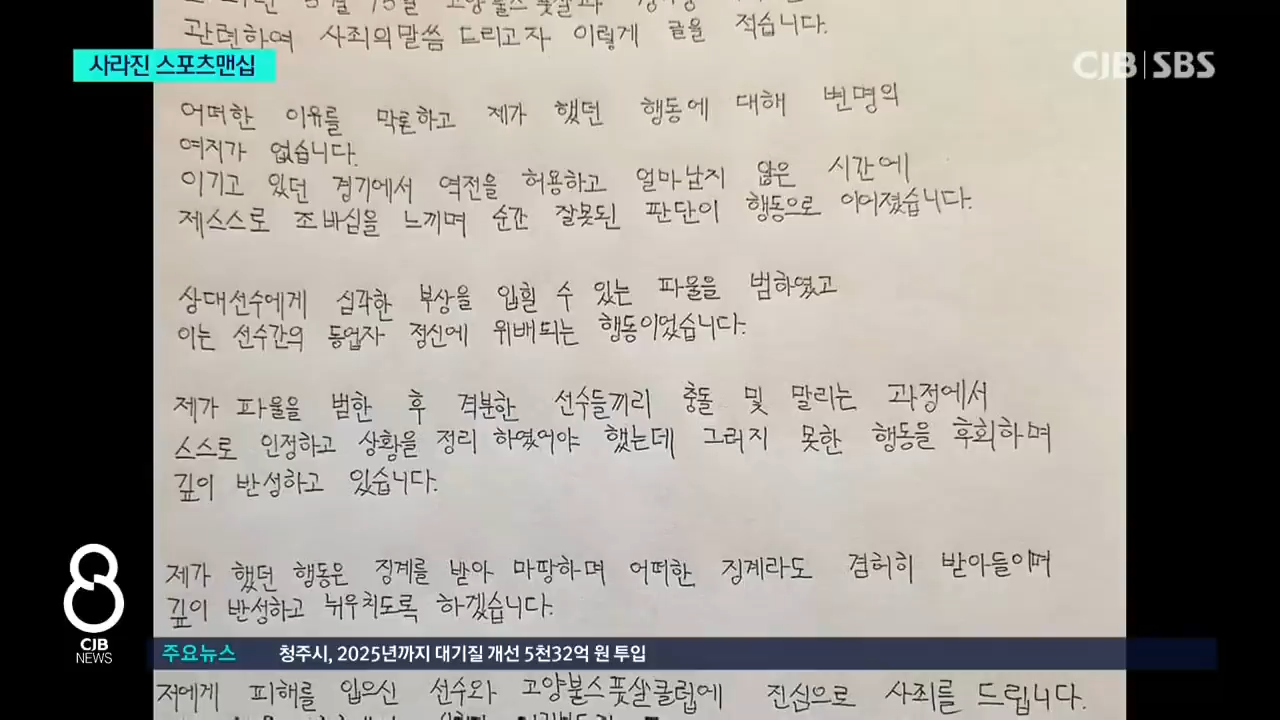 관련하여 사죄의말씀 드리고자 이렇게 글을 적습니다.
사라진 스포츠맨십
CJB SBS
어떠한 이유를 막론하고 제가 했던 행동에 대해 변명의
여지가 없습니다.
이기고 있던 경기에서 역전을 허용하고 얼마남지 않은 시간에
제스스로 조바심을 느끼며 순간 잘못된 판단이 행동으로 이어졌습니다.
상대선수에게 심각한 부상을 입힐 수 있는 파울을 범하였고
이는 선수간의 동업자 정신에 위배되는 행동이었습니다.
제가 파울을 범한 후 격분한 선수들끼리 충돌 및 말리는 과정에서
스스로 인정하고 상황을 정리 하였어야 했는데 그러지 못한 행동을 후회하며
깊이 반성하고 있습니다.
제가 했던 행동은 징계를 받아 마땅하며 어떠한 징계라도 겸허히 받아들이며
깊이 반성하고 뉘우치도록 하겠습니다.
8
CJB
NEWS
주요뉴스 청주시, 2025년까지 대기질 개선 5천32억 원 투입
저에게 피해를 입으신 선수와 고양불스풋살클럽에 진심으로 사죄를 드립니다.